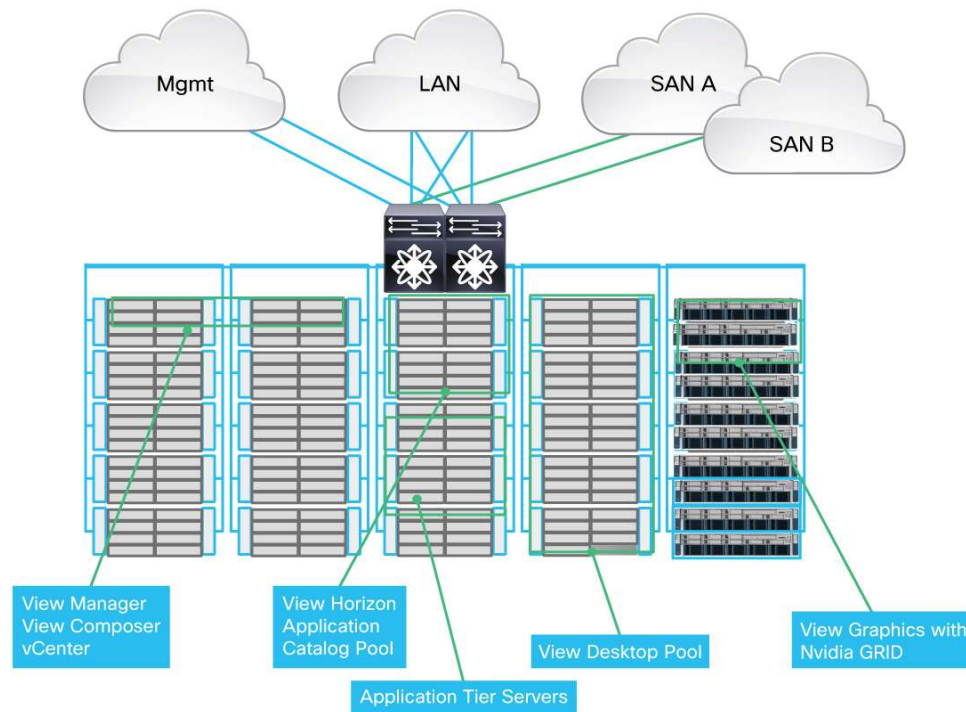 Mgmt
LAN
SAN A
SAN B
View Manager
View Composer
vCenter
View Horizon
Application
Catalog Pool
Application Tier Servers
View Desktop Pool
View Graphics with
Nvidia GRID